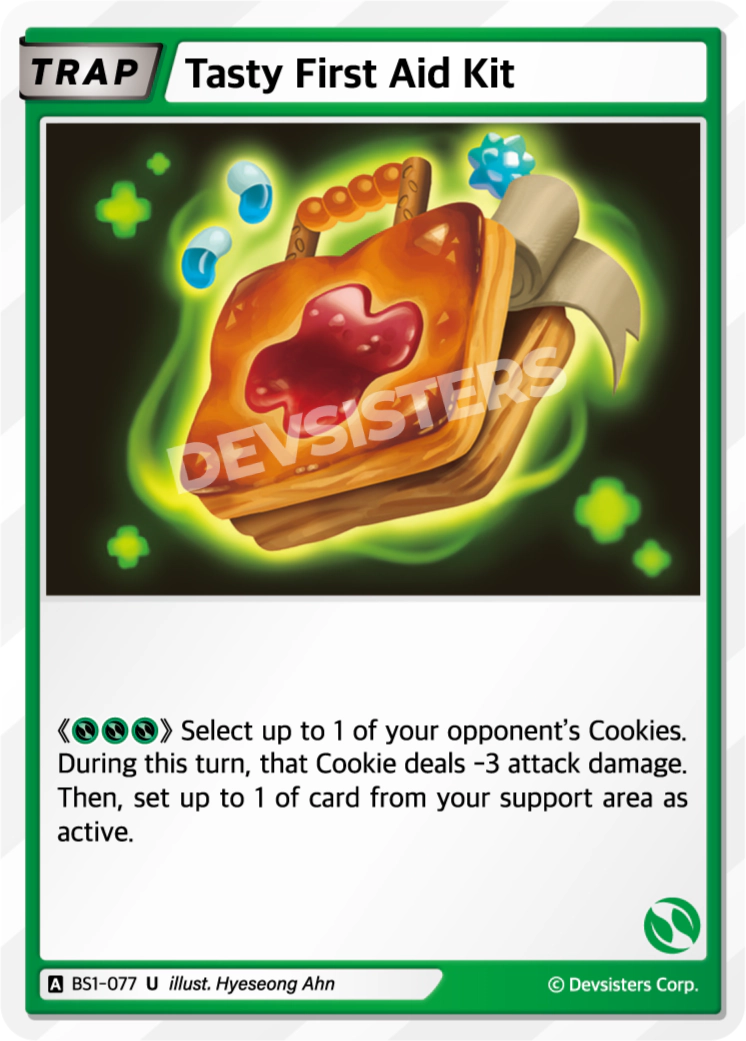 TRAP
Tasty First Aid Kit
DEVSISTERS
《》 Select up to 1 of your opponent's Cookies.
During this turn, that Cookie deals -3 attack damage.
Then, set up to 1 of card from your support area as
active.
A BS1-077 U illust. Hyeseong Ahn
© Devsisters Corp.